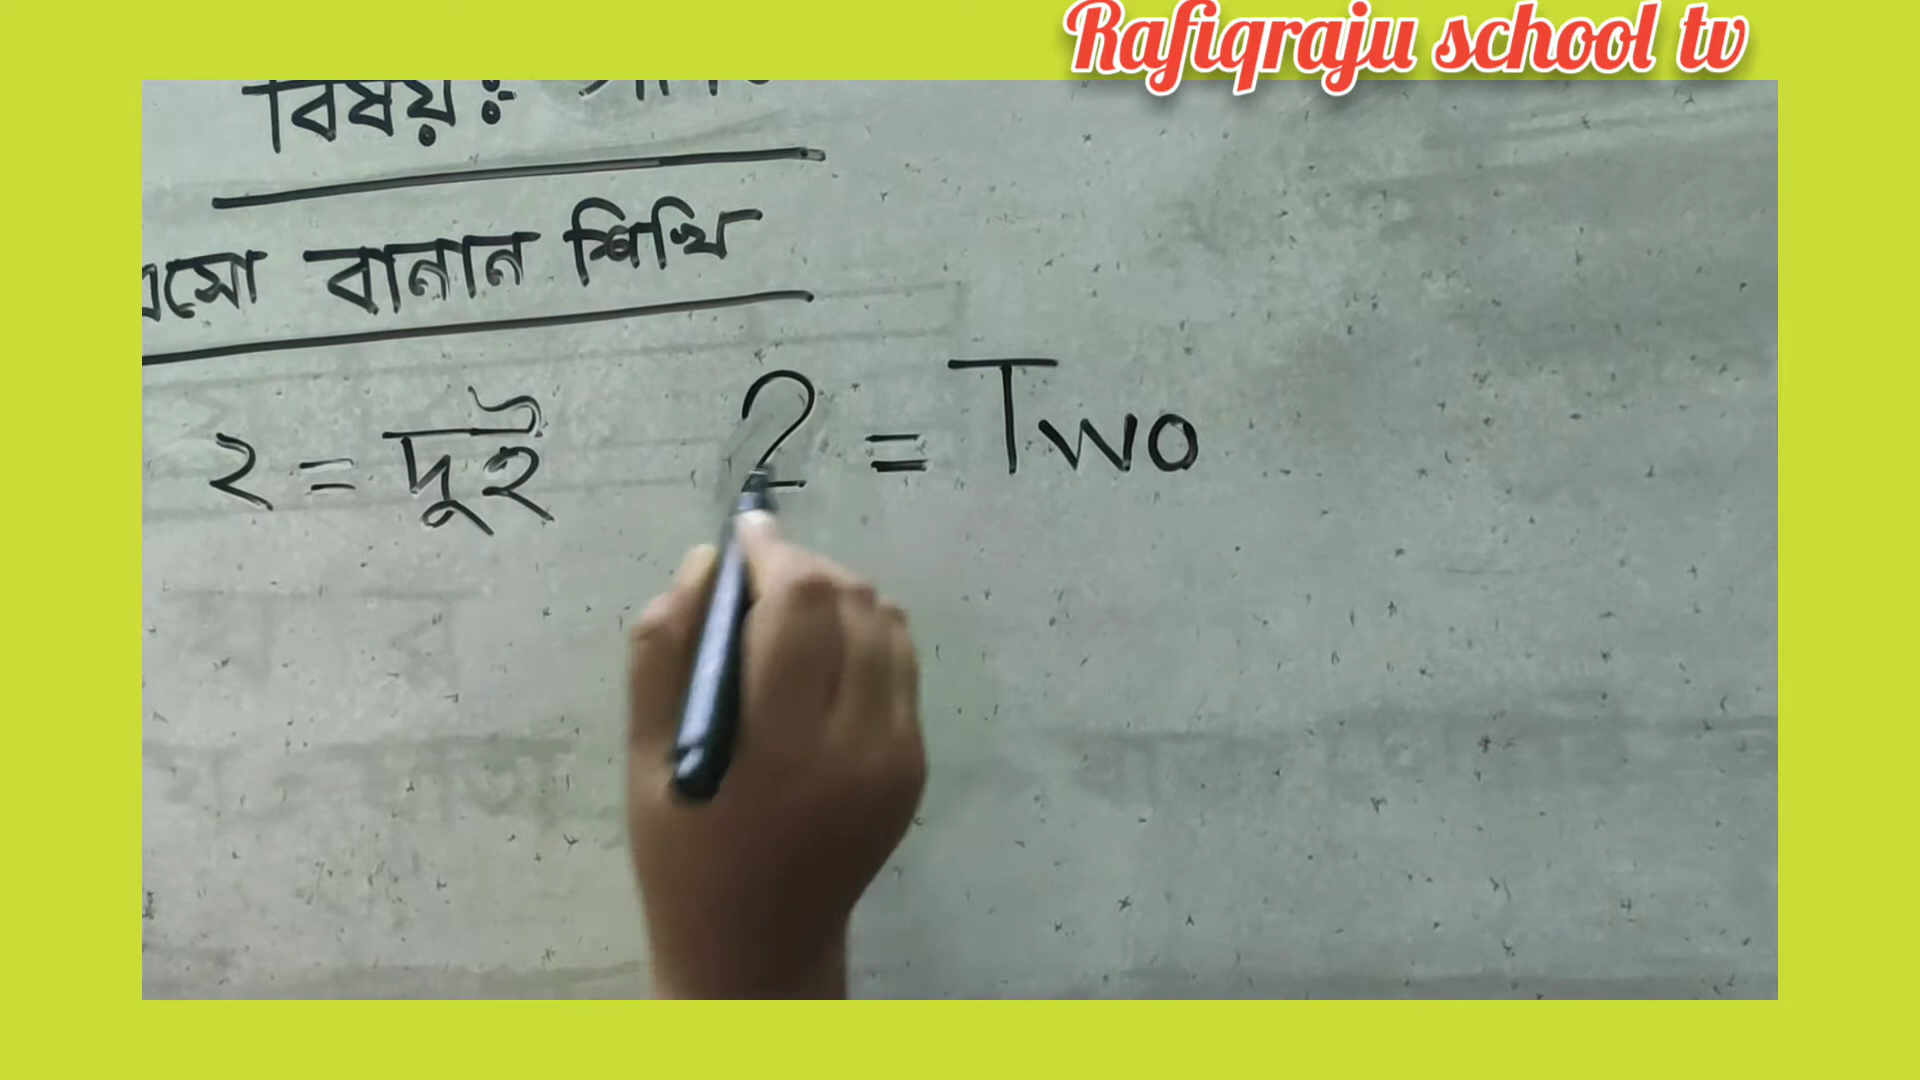 Rafiqraju school tv
বিষয়ঃ-
এসো বানান শিখি
২ = দুই 2 = Two